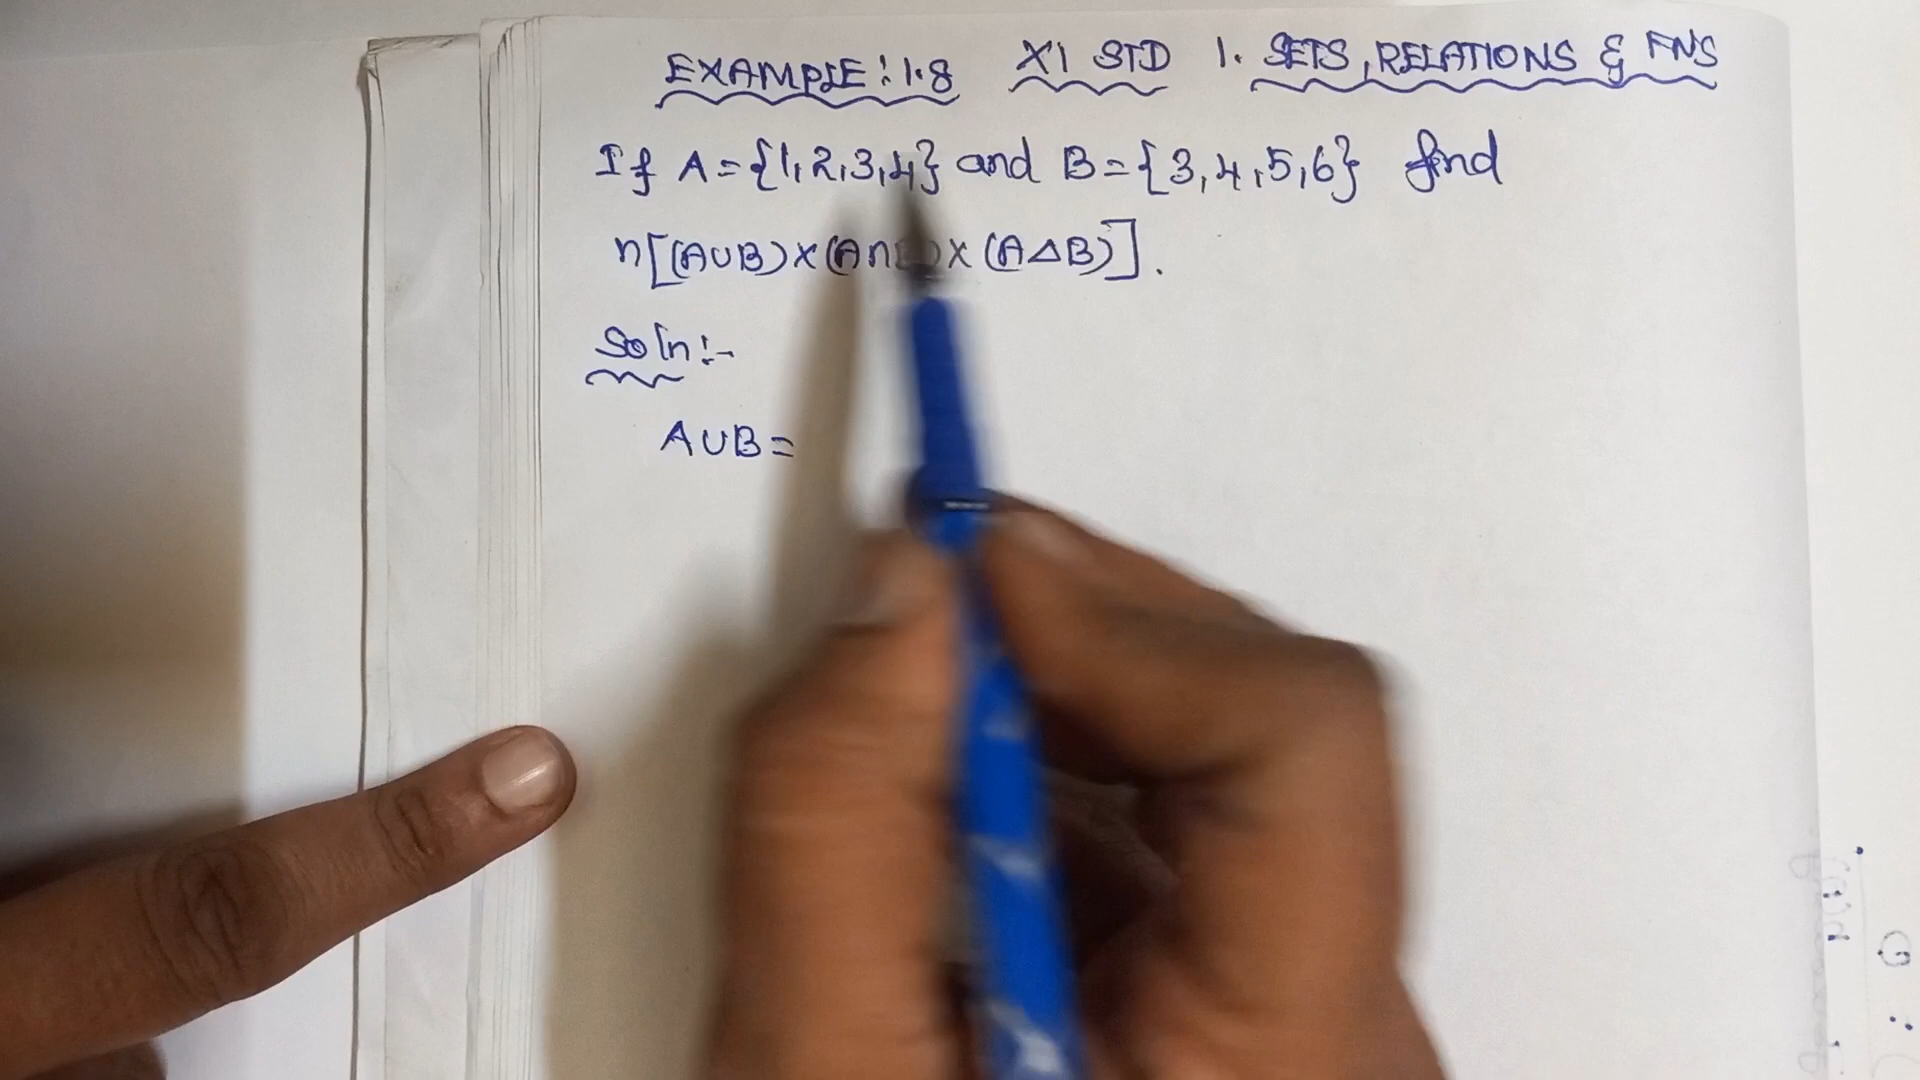 EXAMPLE: 1.8 XI STD 1. SETS, RELATIONS & FNS
If A = {1,2,3,4} and B = {3,4,5,6} find
n[(A∪B)×(A∩B)×(A△B)].
Soln:-
A∪B =